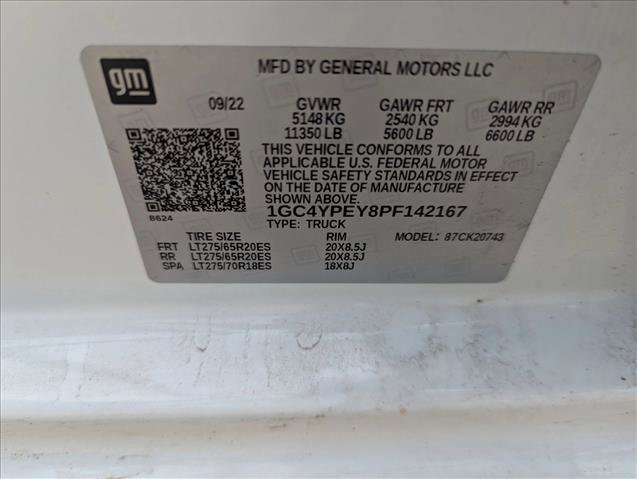 gm
MFD BY GENERAL MOTORS LLC
09/22 GVWR GAWR FRT GAWR RR
5148 KG 2540 KG 2994 KG
11350 LB 5600 LB 6600 LB
THIS VEHICLE CONFORMS TO ALL
APPLICABLE U.S. FEDERAL MOTOR
VEHICLE SAFETY STANDARDS IN EFFECT
ON THE DATE OF MANUFACTURE
SHOWN ABOVE.
1GC4YPEY8PF142167
8624
TYPE: TRUCK MODEL: 87CK20743
TIRE SIZE RIM
FRT LT275/65R20ES 20X8.5J
RR LT275/65R20ES 20X8.5J
SPA LT275/70R18ES 18X8J